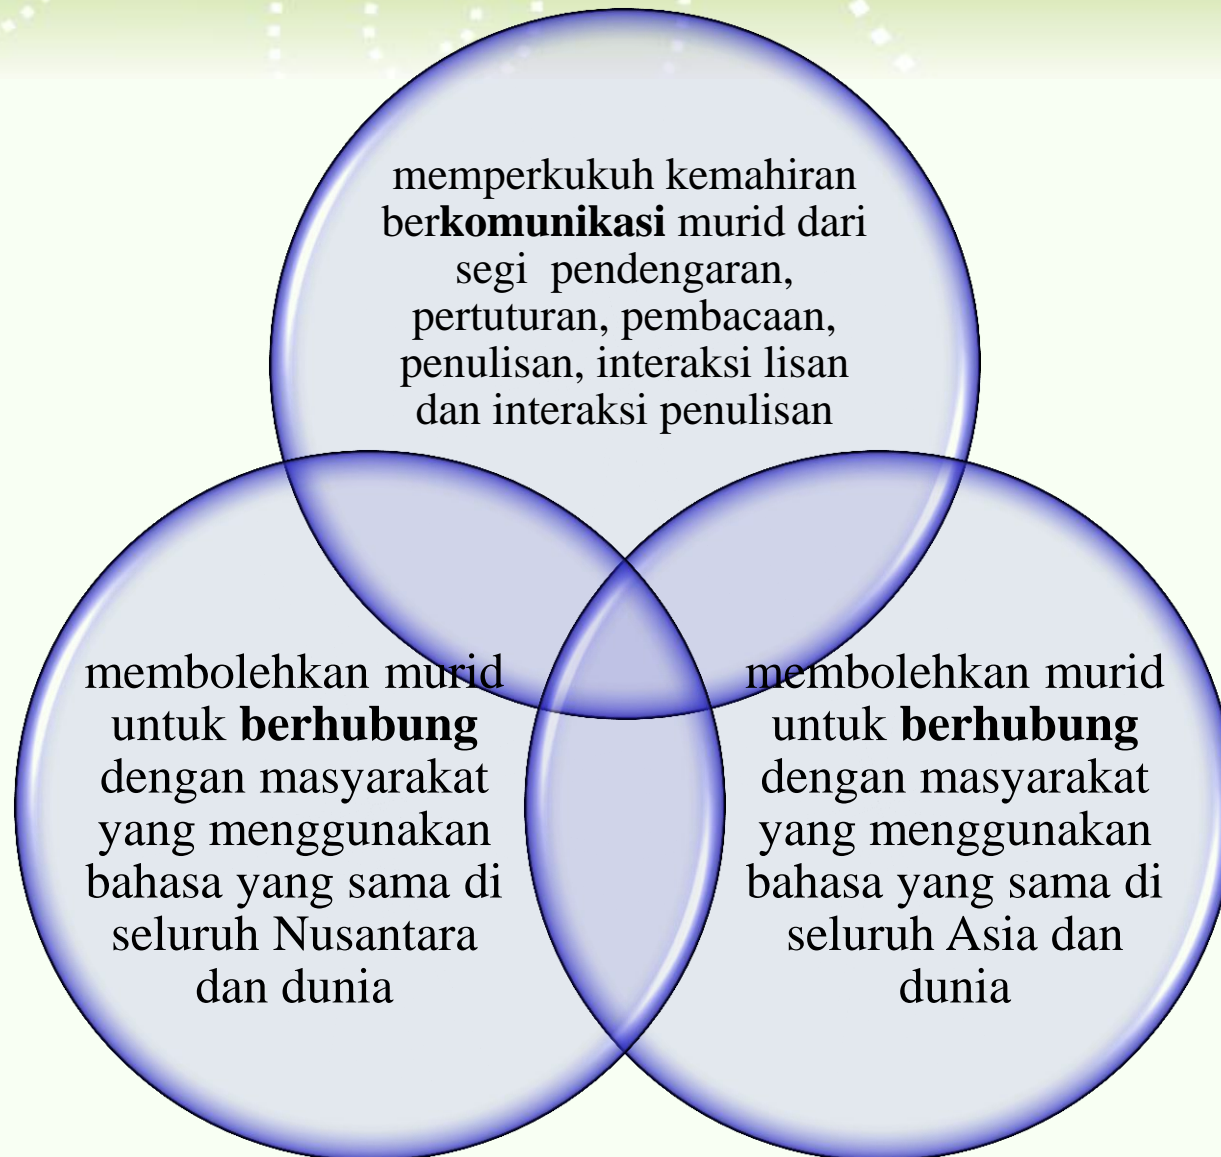 memperkukuh kemahiran
berkomunikasi murid dari
segi pendengaran,
pertuturan, pembacaan,
penulisan, interaksi lisan
dan interaksi penulisan
membolehkan murid
untuk berhubung
dengan masyarakat
yang menggunakan
bahasa yang sama di
seluruh Nusantara
dan dunia
membolehkan murid
untuk berhubung
dengan masyarakat
yang menggunakan
bahasa yang sama di
seluruh Asia dan
dunia